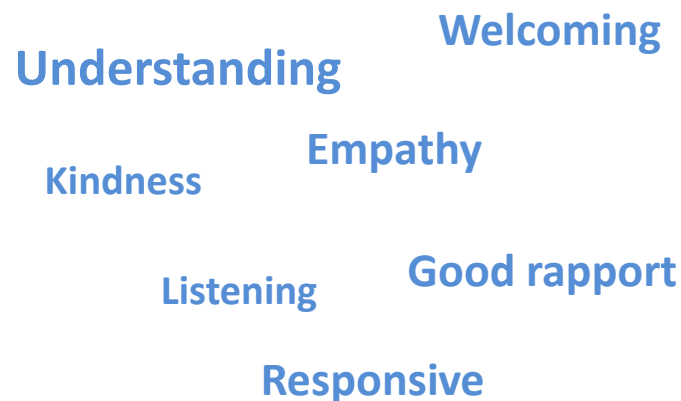 Welcoming
Understanding
Empathy
Kindness
Good rapport
Listening
Responsive